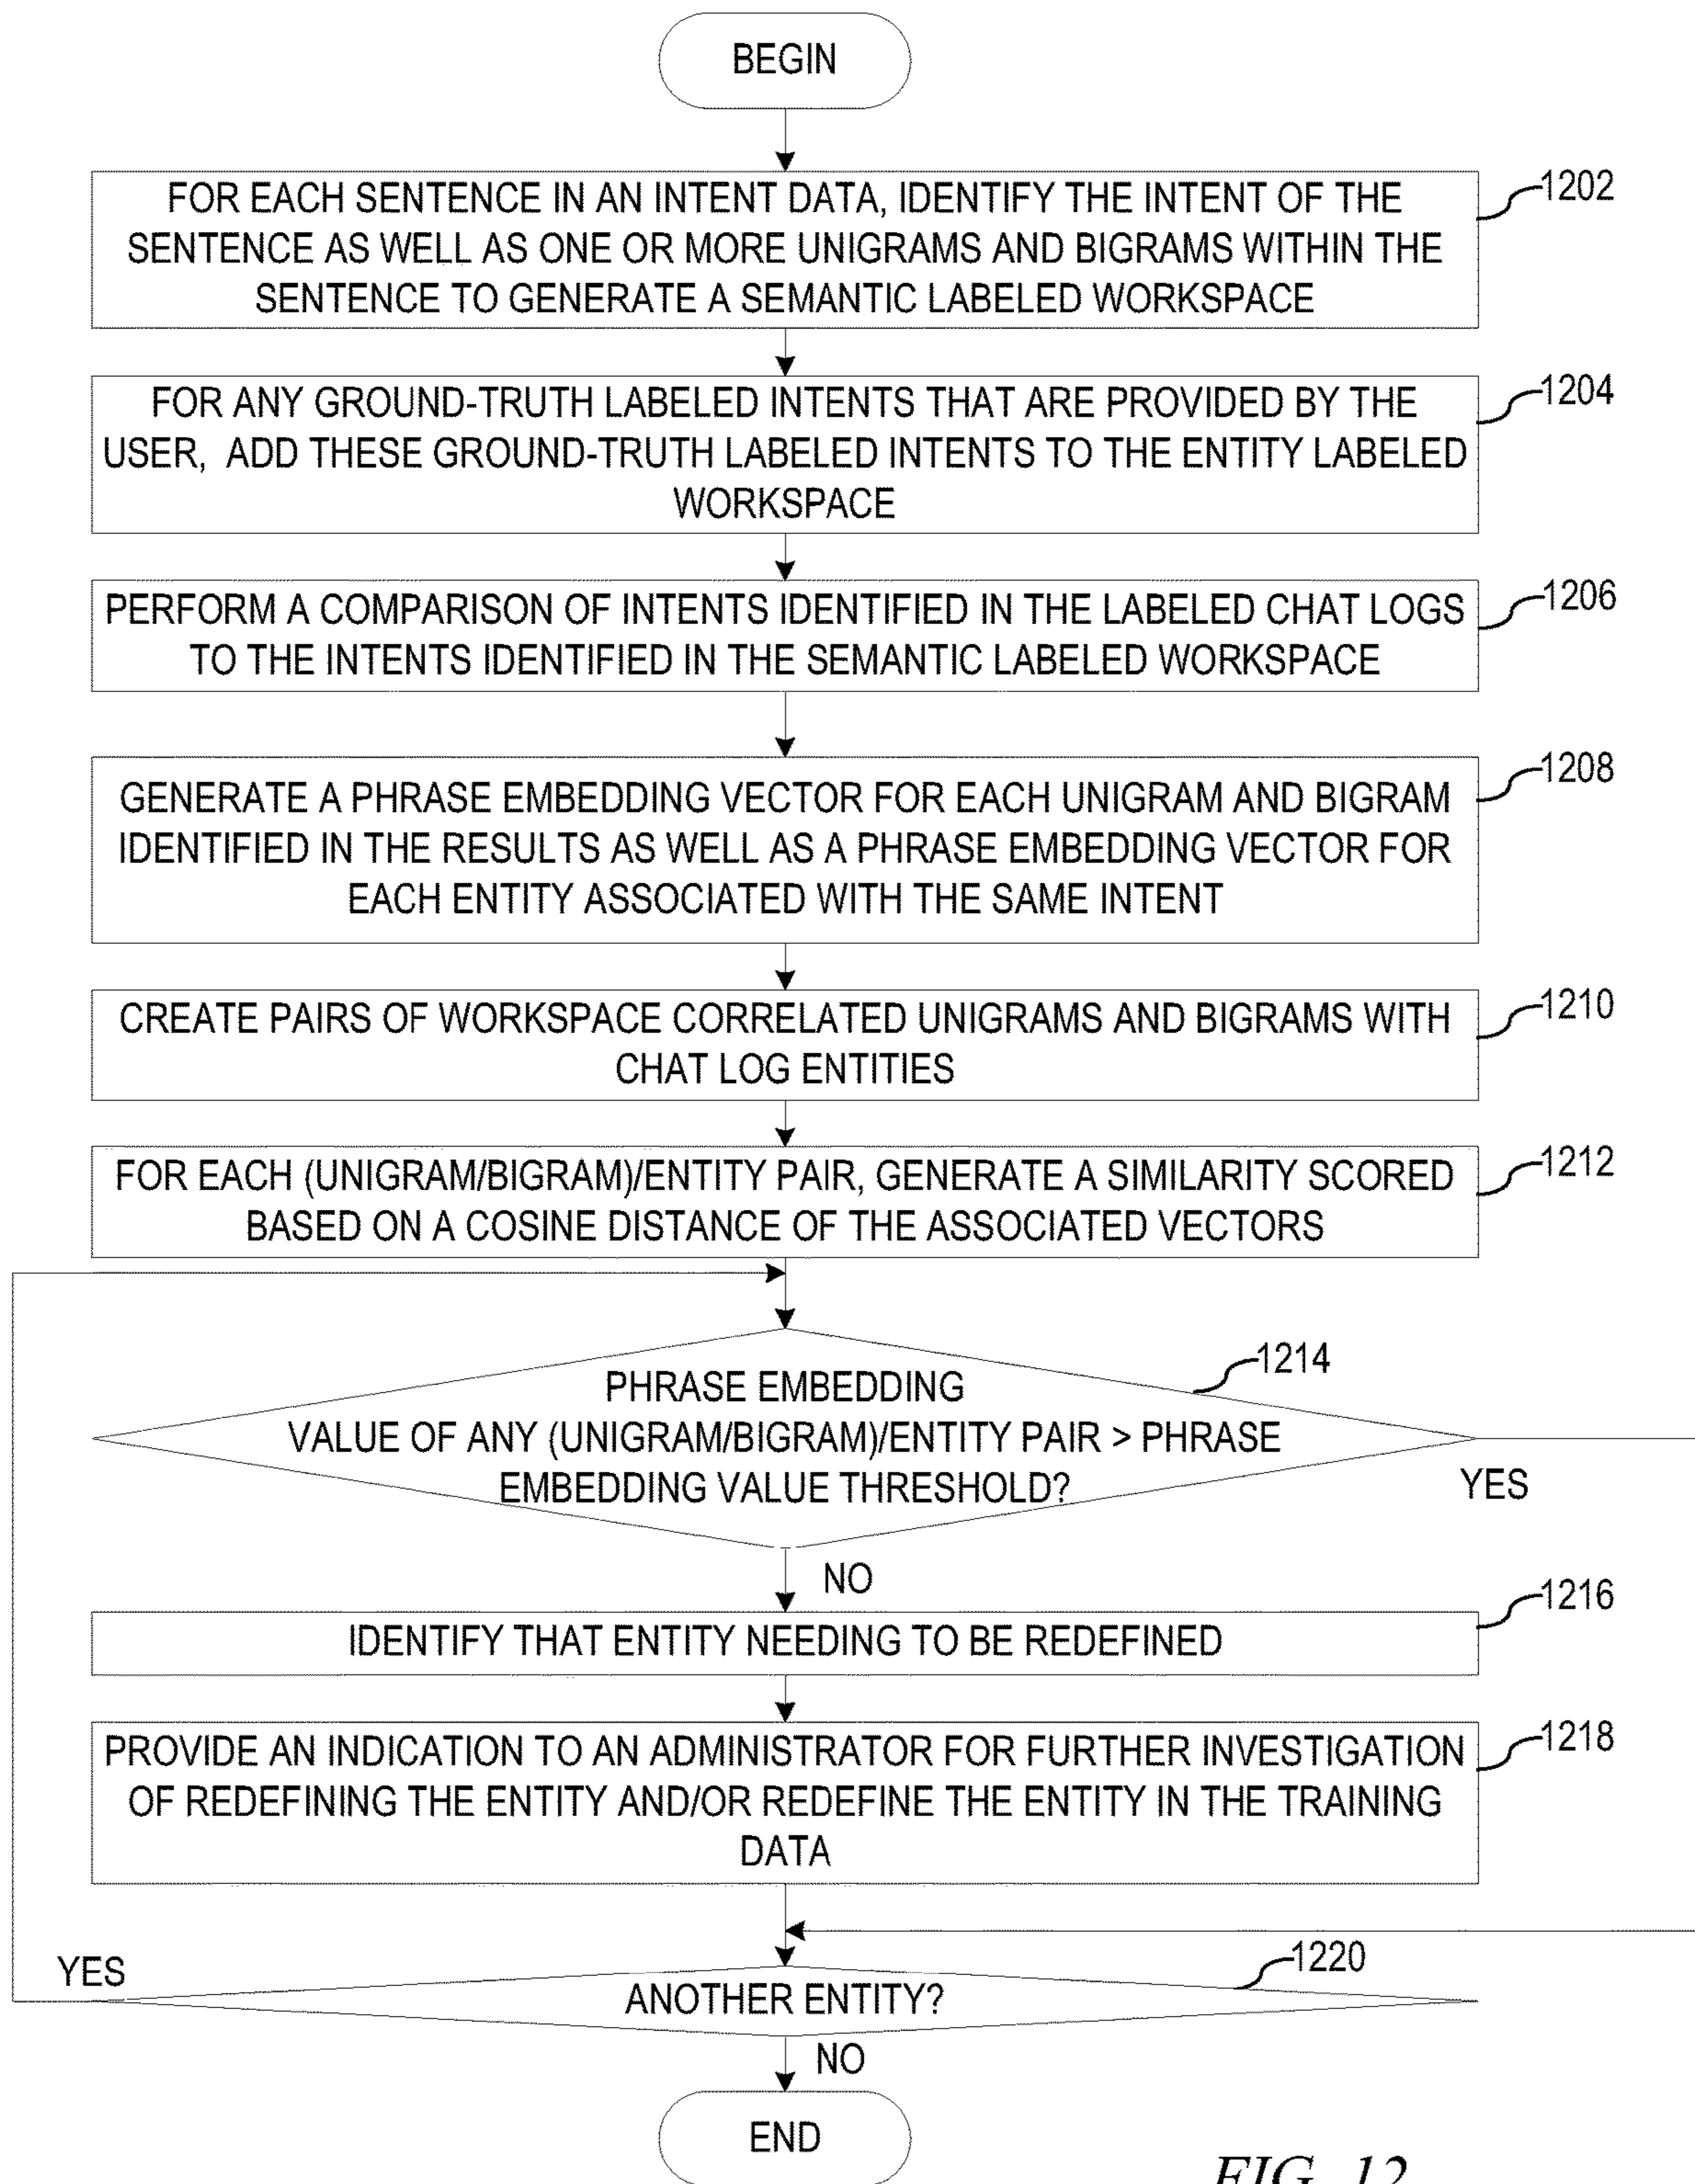 BEGIN
FOR EACH SENTENCE IN AN INTENT DATA, IDENTIFY THE INTENT OF THE
SENTENCE AS WELL AS ONE OR MORE UNIGRAMS AND BIGRAMS WITHIN THE
SENTENCE TO GENERATE A SEMANTIC LABELED WORKSPACE
1202
FOR ANY GROUND-TRUTH LABELED INTENTS THAT ARE PROVIDED BY THE
USER, ADD THESE GROUND-TRUTH LABELED INTENTS TO THE ENTITY LABELED
WORKSPACE
1204
PERFORM A COMPARISON OF INTENTS IDENTIFIED IN THE LABELED CHAT LOGS
TO THE INTENTS IDENTIFIED IN THE SEMANTIC LABELED WORKSPACE
1206
GENERATE A PHRASE EMBEDDING VECTOR FOR EACH UNIGRAM AND BIGRAM
IDENTIFIED IN THE RESULTS AS WELL AS A PHRASE EMBEDDING VECTOR FOR
EACH ENTITY ASSOCIATED WITH THE SAME INTENT
1208
CREATE PAIRS OF WORKSPACE CORRELATED UNIGRAMS AND BIGRAMS WITH
CHAT LOG ENTITIES
1210
FOR EACH (UNIGRAM/BIGRAM)/ENTITY PAIR, GENERATE A SIMILARITY SCORED
BASED ON A COSINE DISTANCE OF THE ASSOCIATED VECTORS
1212
PHRASE EMBEDDING
VALUE OF ANY (UNIGRAM/BIGRAM)/ENTITY PAIR > PHRASE
EMBEDDING VALUE THRESHOLD?
1214
YES
NO
IDENTIFY THAT ENTITY NEEDING TO BE REDEFINED
1216
PROVIDE AN INDICATION TO AN ADMINISTRATOR FOR FURTHER INVESTIGATION
OF REDEFINING THE ENTITY AND/OR REDEFINE THE ENTITY IN THE TRAINING
DATA
1218
YES
ANOTHER ENTITY?
1220
NO
END
FIG. 12